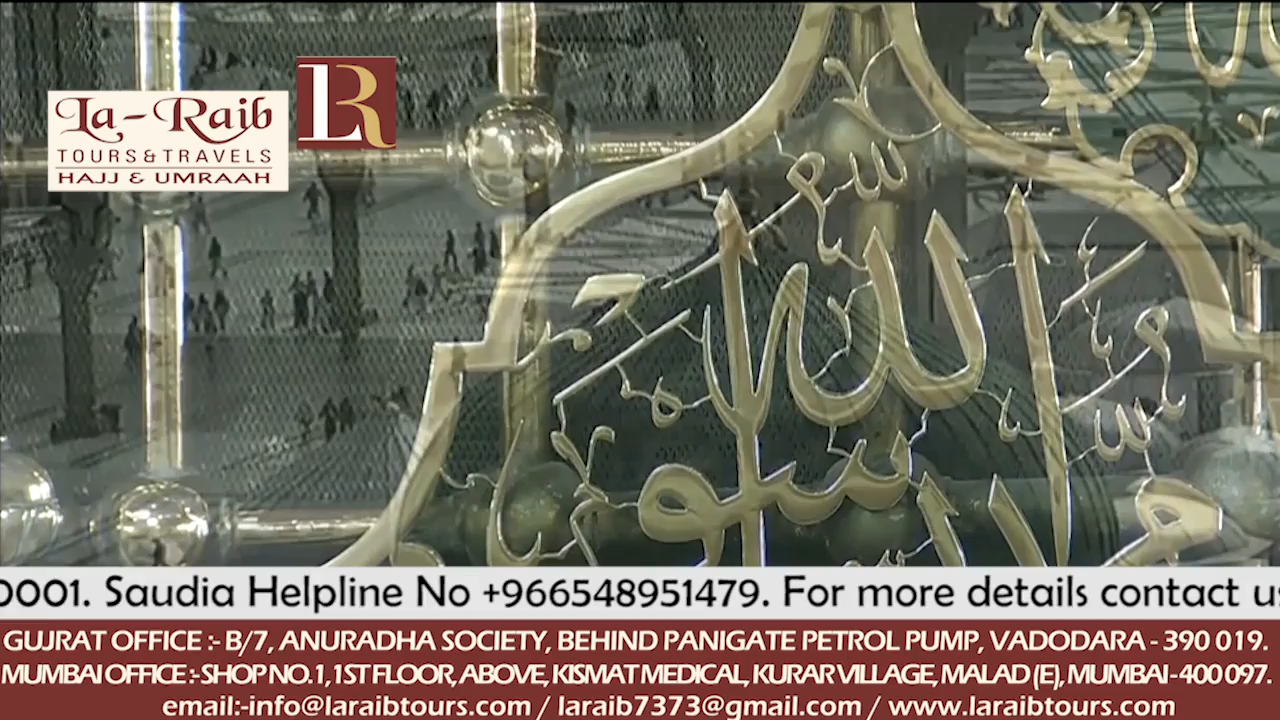 La-Raib
TOURS & TRAVELS
HAJJ & UMRAAH
LR
الله
رسول
0001. Saudia Helpline No +966548951479. For more details contact us
GUJRAT OFFICE :- B/7, ANURADHA SOCIETY, BEHIND PANIGATE PETROL PUMP, VADODARA - 390 019.
MUMBAI OFFICE :- SHOP NO. 1, 1ST FLOOR, ABOVE, KISMAT MEDICAL, KURAR VILLAGE, MALAD (E), MUMBAI - 400 097.
email:-info@laraibtours.com / laraib7373@gmail.com / www.laraibtours.com